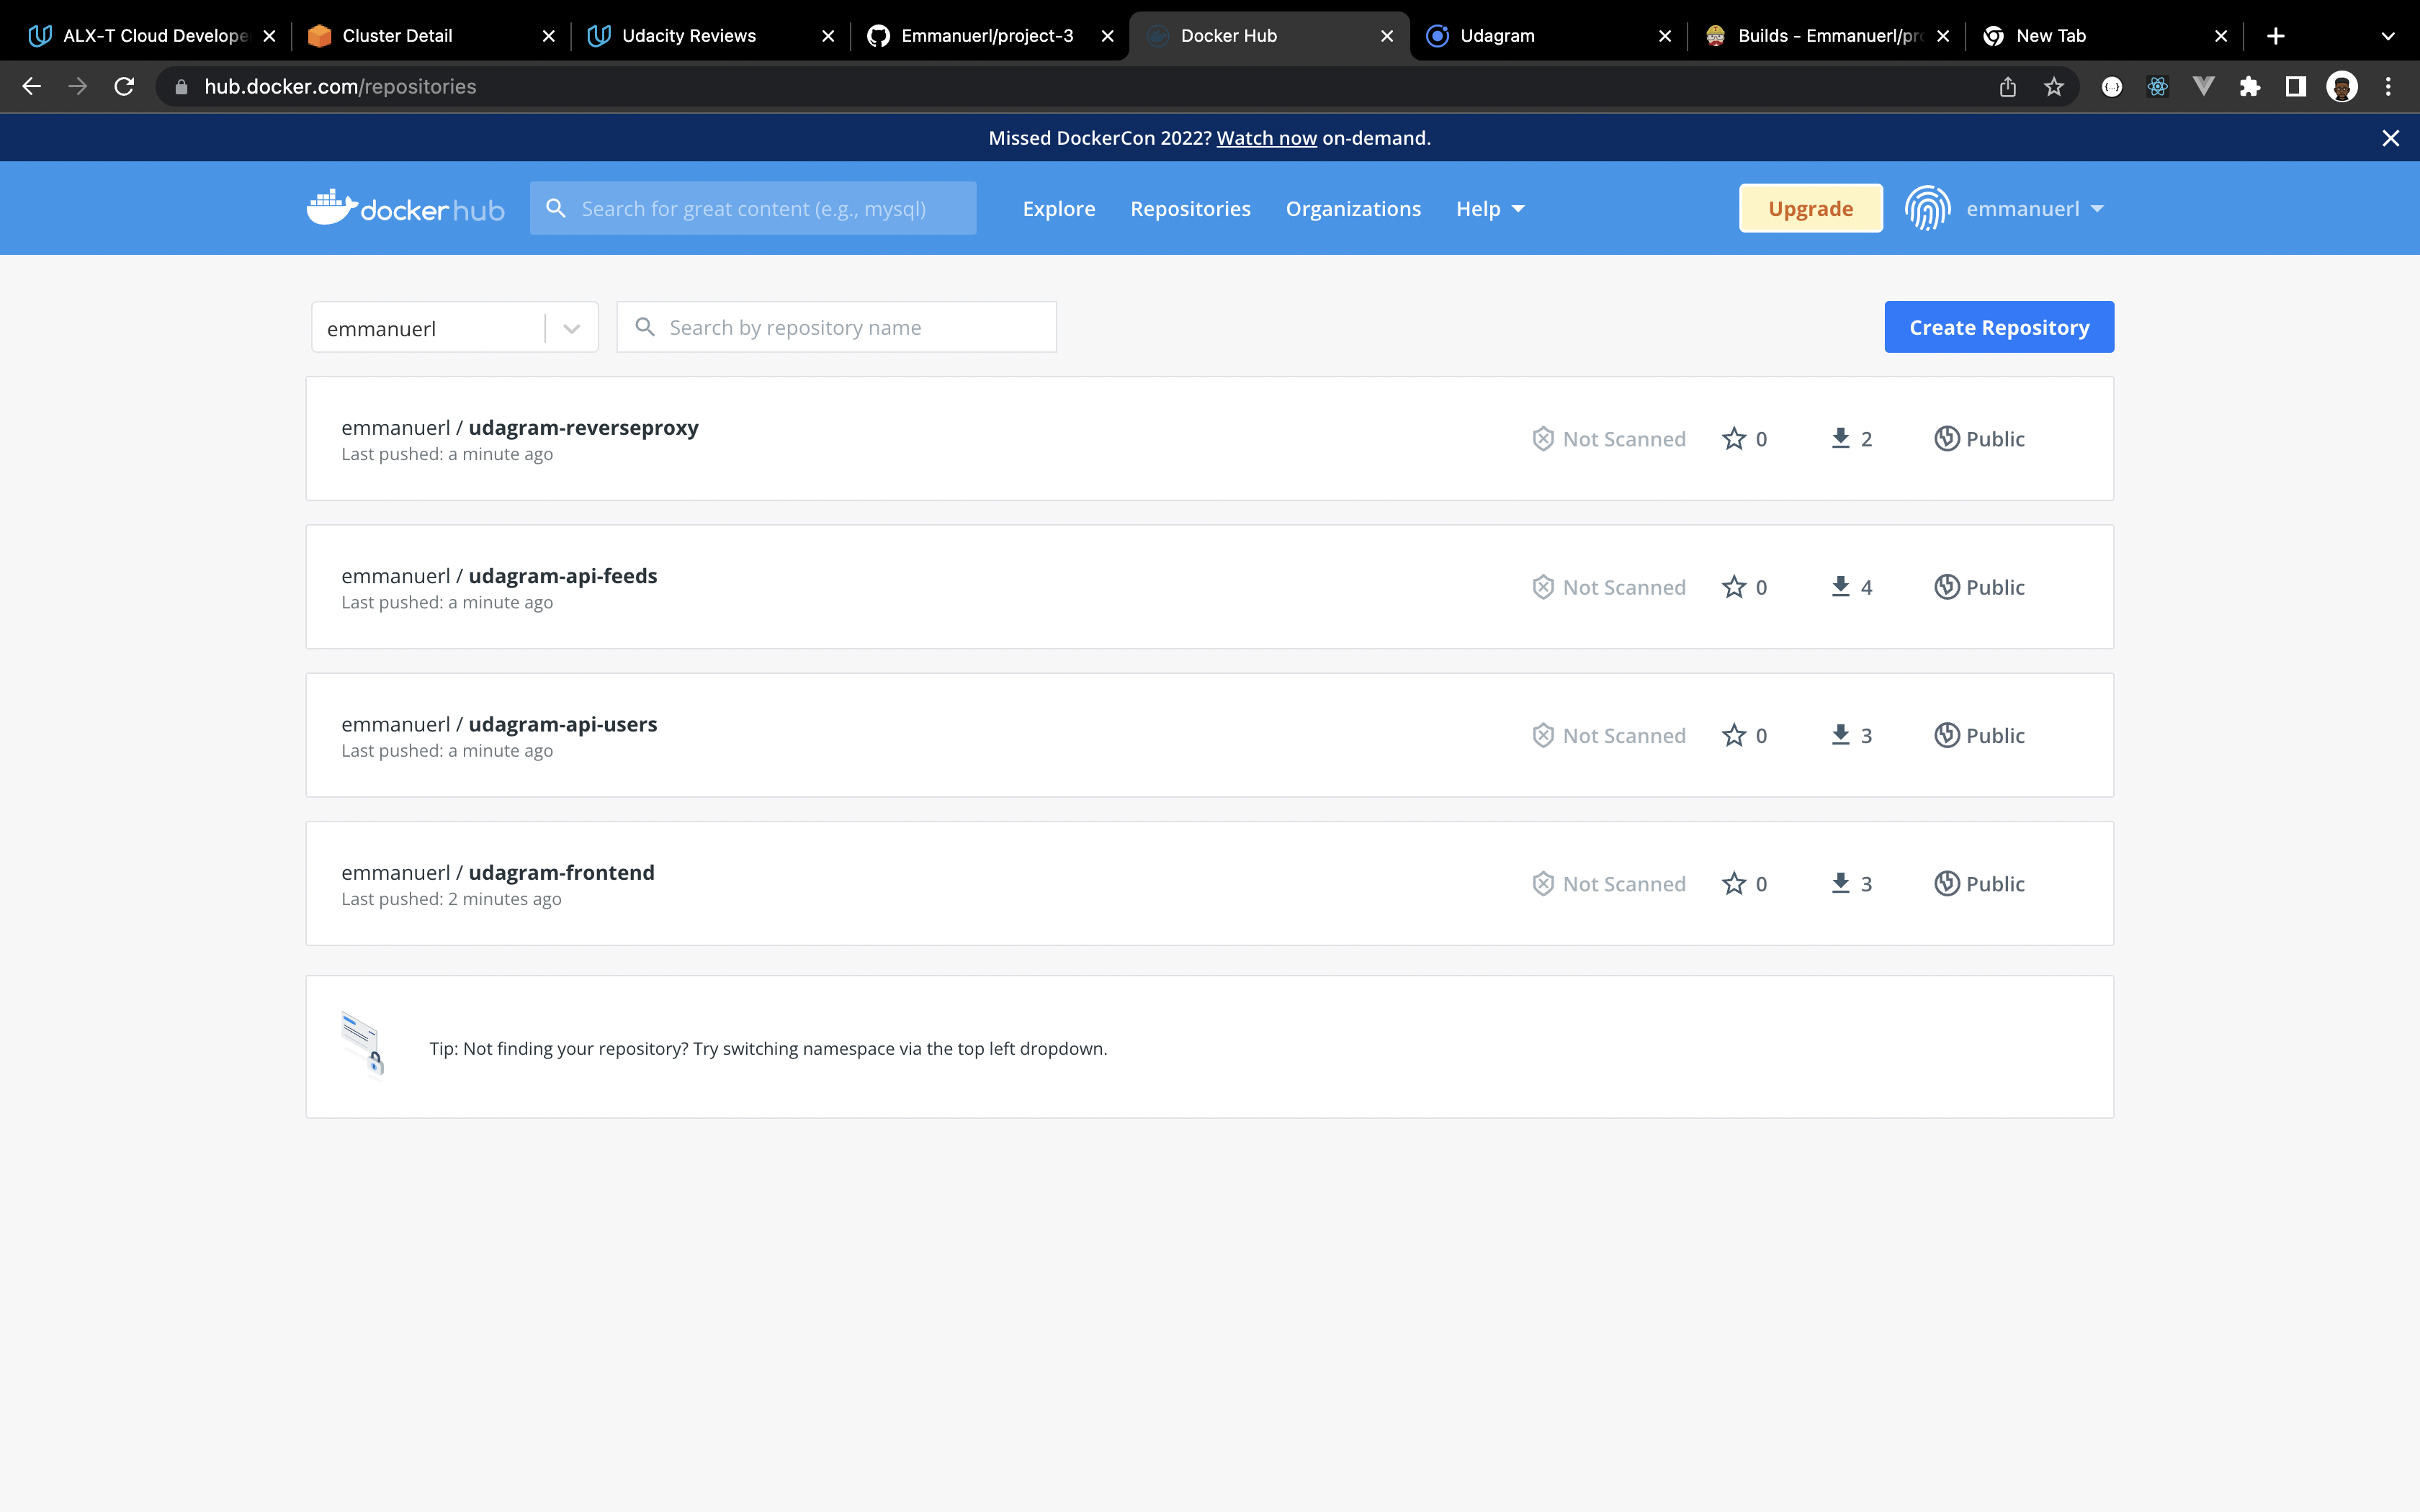 ALX-T Cloud Develope
Cluster Detail
Udacity Reviews
Emmanuerl/project-3
Docker Hub
Udagram
Builds - Emmanuerl/pro
New Tab
hub.docker.com/repositories
Missed DockerCon 2022? Watch now on-demand.
docker hub
Search for great content (e.g., mysql)
Explore
Repositories
Organizations
Help
Upgrade
emmanuerl
emmanuerl
Search by repository name
Create Repository
emmanuerl / udagram-reverseproxy
Last pushed: a minute ago
Not Scanned
0
2
Public
emmanuerl / udagram-api-feeds
Last pushed: a minute ago
Not Scanned
0
4
Public
emmanuerl / udagram-api-users
Last pushed: a minute ago
Not Scanned
0
3
Public
emmanuerl / udagram-frontend
Last pushed: 2 minutes ago
Not Scanned
0
3
Public
Tip: Not finding your repository? Try switching namespace via the top left dropdown.